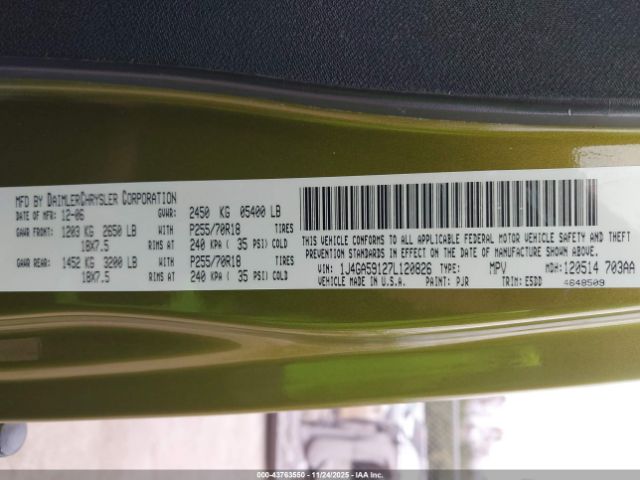 MFD BY DAIMLERCHRYSLER CORPORATION
DATE OF MFR: 12-06 GVWR: 2450 KG 05400 LB
GAWR FRONT: 1203 KG 2650 LB WITH P255/70R18 TIRES
18X7.5 RIMS AT 240 KPA ( 35 PSI) COLD
GAWR REAR: 1452 KG 3200 LB WITH P255/70R18 TIRES
18X7.5 RIMS AT 240 KPA ( 35 PSI) COLD
THIS VEHICLE CONFORMS TO ALL APPLICABLE FEDERAL MOTOR VEHICLE SAFETY AND THEFT
PREVENTION STANDARDS IN EFFECT ON THE DATE OF MANUFACTURE SHOWN ABOVE.
VIN: 1J4GA59127L120826 TYPE: MPV MDH: 120514 703AA
VEHICLE MADE IN U.S.A. PAINT: PJR TRIM: E5DD 4648509
000-43763550 - 11/24/2025 - IAAI.COM